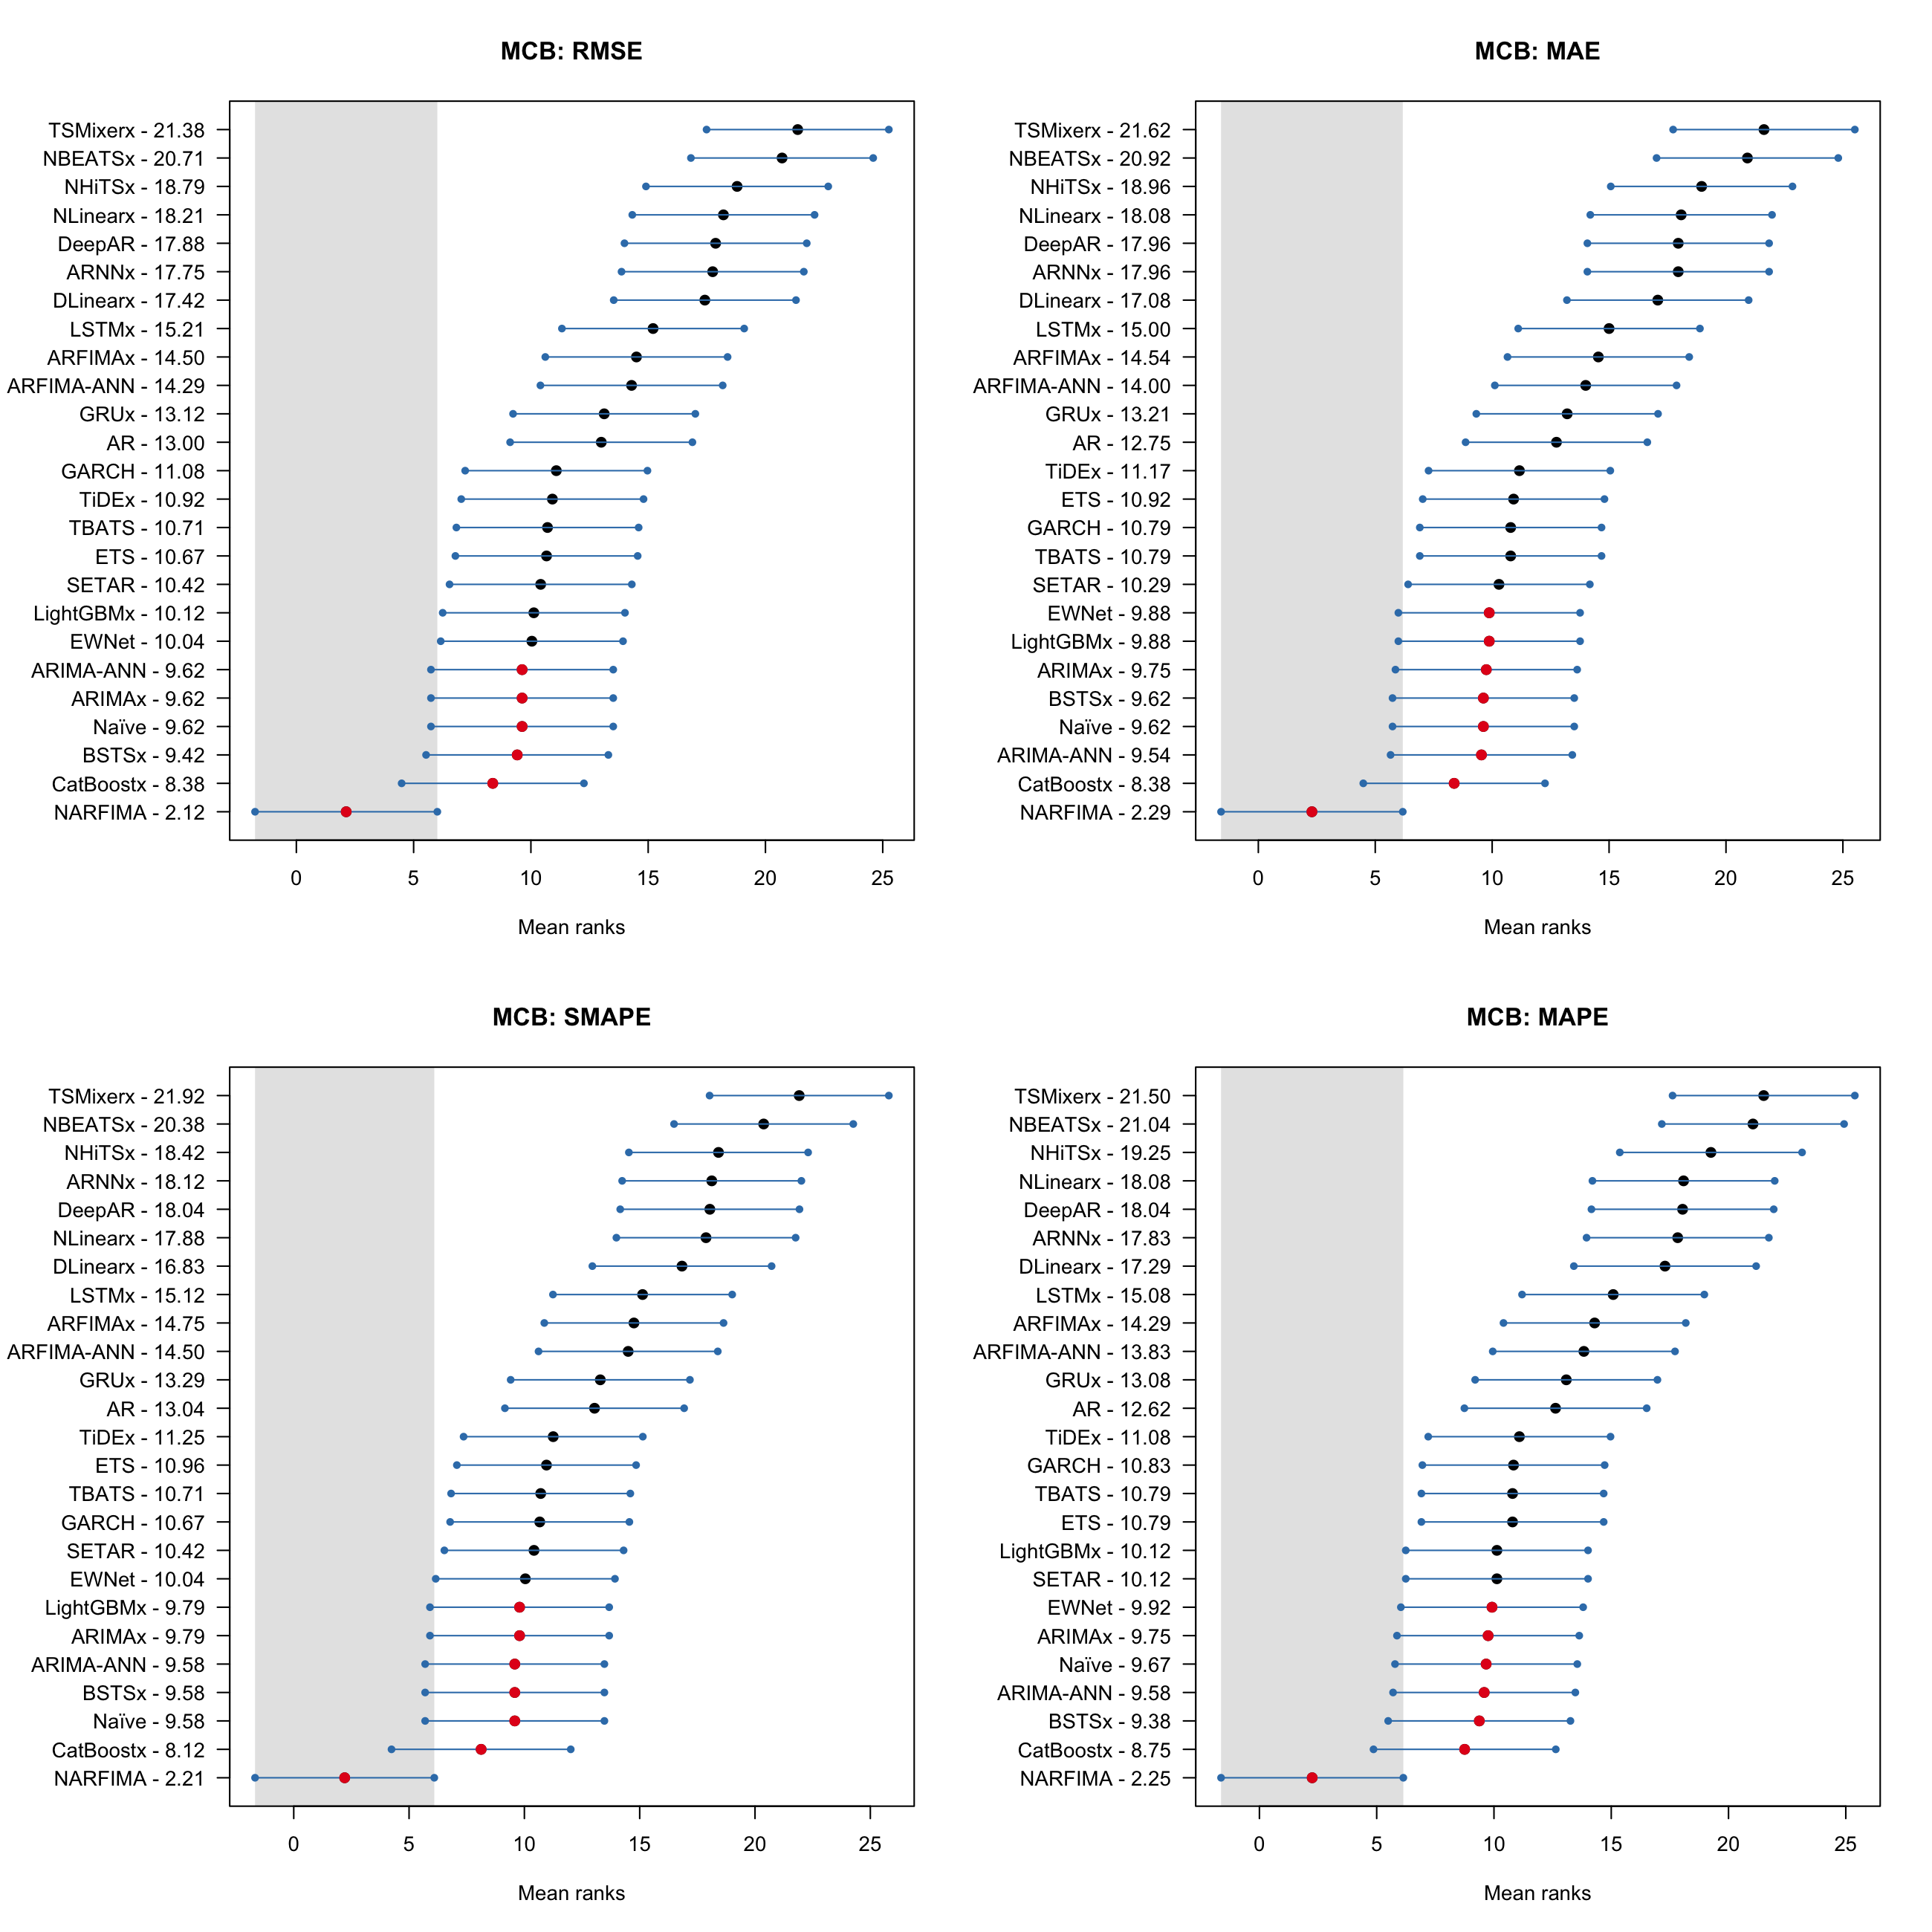 MCB: RMSE
TSMixerx - 21.38
NBEATSx - 20.71
NHiTSx - 18.79
NLinearx - 18.21
DeepAR - 17.88
ARNNx - 17.75
DLinearx - 17.42
LSTMx - 15.21
ARFIMAx - 14.50
ARFIMA-ANN - 14.29
GRUx - 13.12
AR - 13.00
GARCH - 11.08
TiDEx - 10.92
TBATS - 10.71
ETS - 10.67
SETAR - 10.42
LightGBMx - 10.12
EWNet - 10.04
ARIMA-ANN - 9.62
ARIMAx - 9.62
Naïve - 9.62
BSTSx - 9.42
CatBoostx - 8.38
NARFIMA - 2.12
0 5 10 15 20 25
Mean ranks
MCB: MAE
TSMixerx - 21.62
NBEATSx - 20.92
NHiTSx - 18.96
NLinearx - 18.08
DeepAR - 17.96
ARNNx - 17.96
DLinearx - 17.08
LSTMx - 15.00
ARFIMAx - 14.54
ARFIMA-ANN - 14.00
GRUx - 13.21
AR - 12.75
TiDEx - 11.17
ETS - 10.92
GARCH - 10.79
TBATS - 10.79
SETAR - 10.29
EWNet - 9.88
LightGBMx - 9.88
ARIMAx - 9.75
BSTSx - 9.62
Naïve - 9.62
ARIMA-ANN - 9.54
CatBoostx - 8.38
NARFIMA - 2.29
0 5 10 15 20 25
Mean ranks
MCB: SMAPE
TSMixerx - 21.92
NBEATSx - 20.38
NHiTSx - 18.42
ARNNx - 18.12
DeepAR - 18.04
NLinearx - 17.88
DLinearx - 16.83
LSTMx - 15.12
ARFIMAx - 14.75
ARFIMA-ANN - 14.50
GRUx - 13.29
AR - 13.04
TiDEx - 11.25
ETS - 10.96
TBATS - 10.71
GARCH - 10.67
SETAR - 10.42
EWNet - 10.04
LightGBMx - 9.79
ARIMAx - 9.79
ARIMA-ANN - 9.58
BSTSx - 9.58
Naïve - 9.58
CatBoostx - 8.12
NARFIMA - 2.21
0 5 10 15 20 25
Mean ranks
MCB: MAPE
TSMixerx - 21.50
NBEATSx - 21.04
NHiTSx - 19.25
NLinearx - 18.08
DeepAR - 18.04
ARNNx - 17.83
DLinearx - 17.29
LSTMx - 15.08
ARFIMAx - 14.29
ARFIMA-ANN - 13.83
GRUx - 13.08
AR - 12.62
TiDEx - 11.08
GARCH - 10.83
TBATS - 10.79
ETS - 10.79
LightGBMx - 10.12
SETAR - 10.12
EWNet - 9.92
ARIMAx - 9.75
Naïve - 9.67
ARIMA-ANN - 9.58
BSTSx - 9.38
CatBoostx - 8.75
NARFIMA - 2.25
0 5 10 15 20 25
Mean ranks